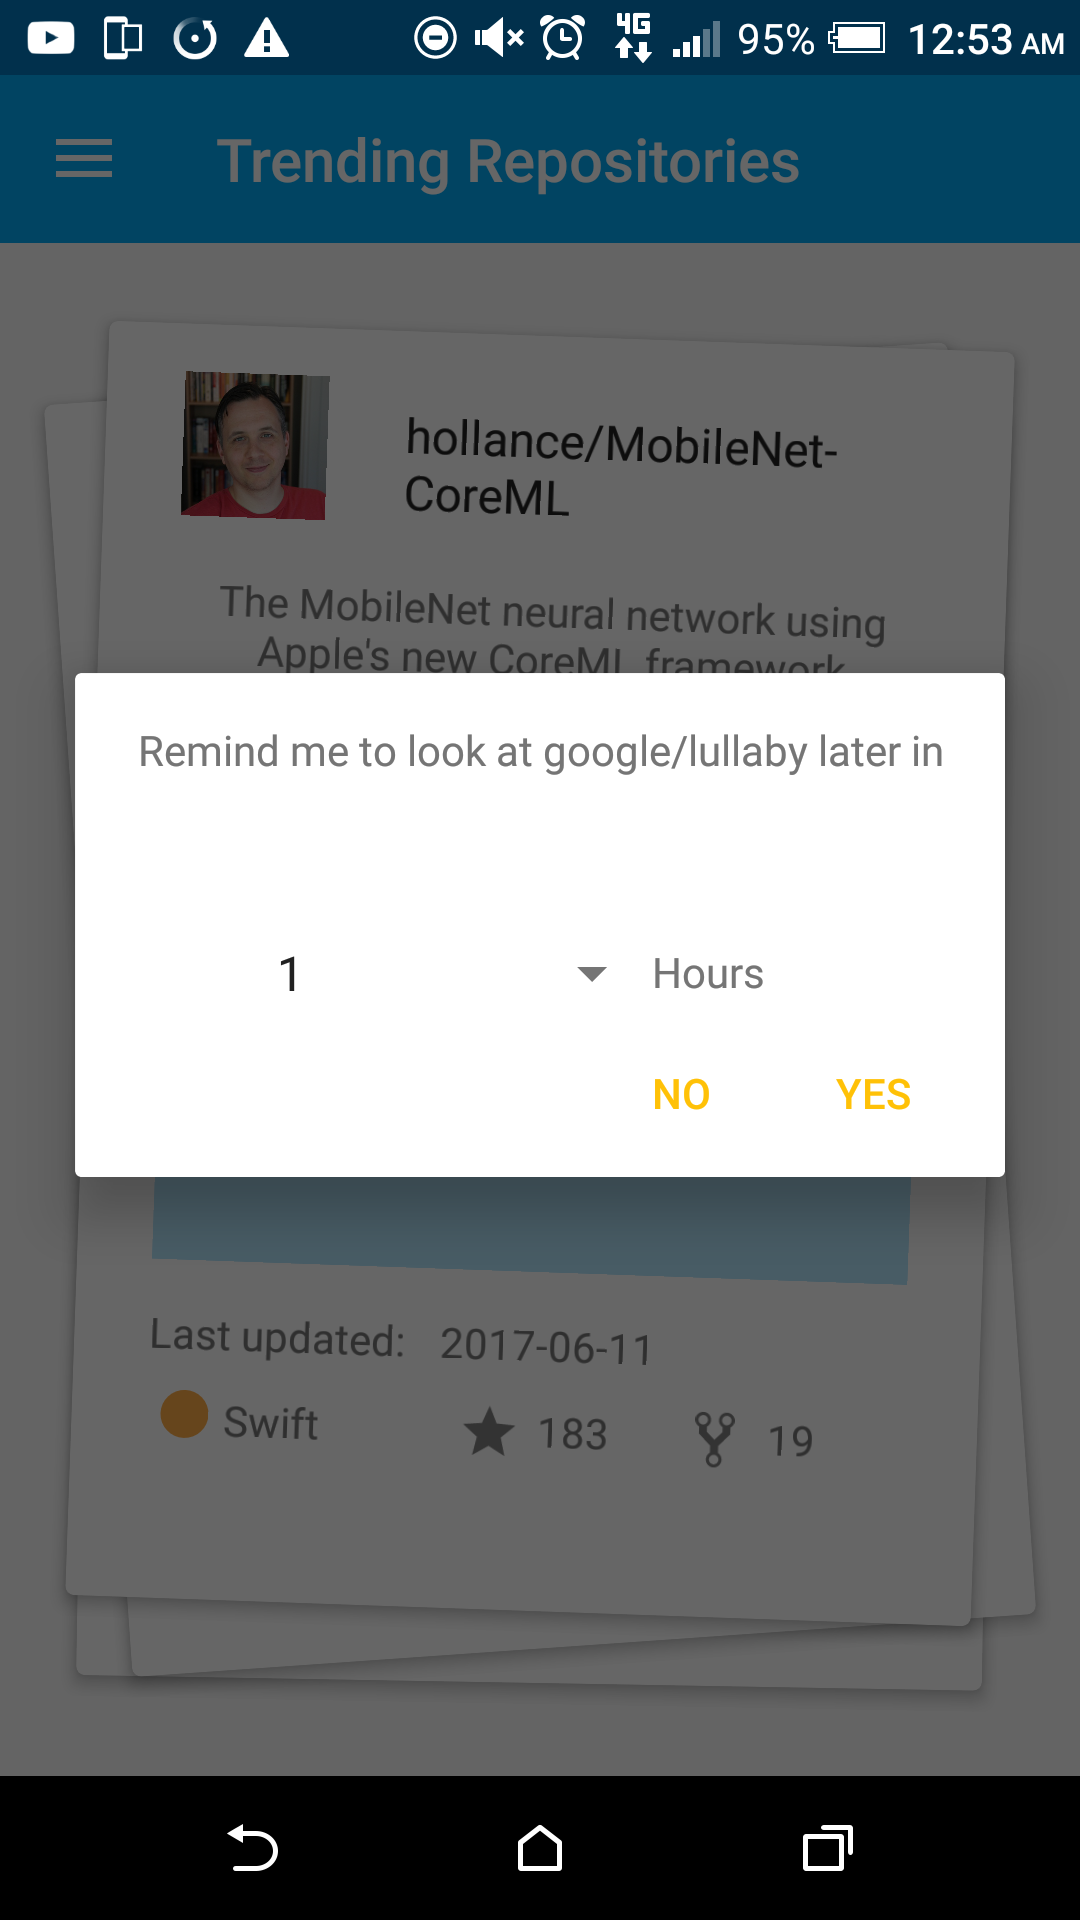 4G 95% 12:53 AM
Trending Repositories
hollance/MobileNet-
CoreML
The MobileNet neural network using
Apple's new CoreML framework
Remind me to look at google/lullaby later in
1 Hours
NO YES
Last updated: 2017-06-11
Swift 183 19